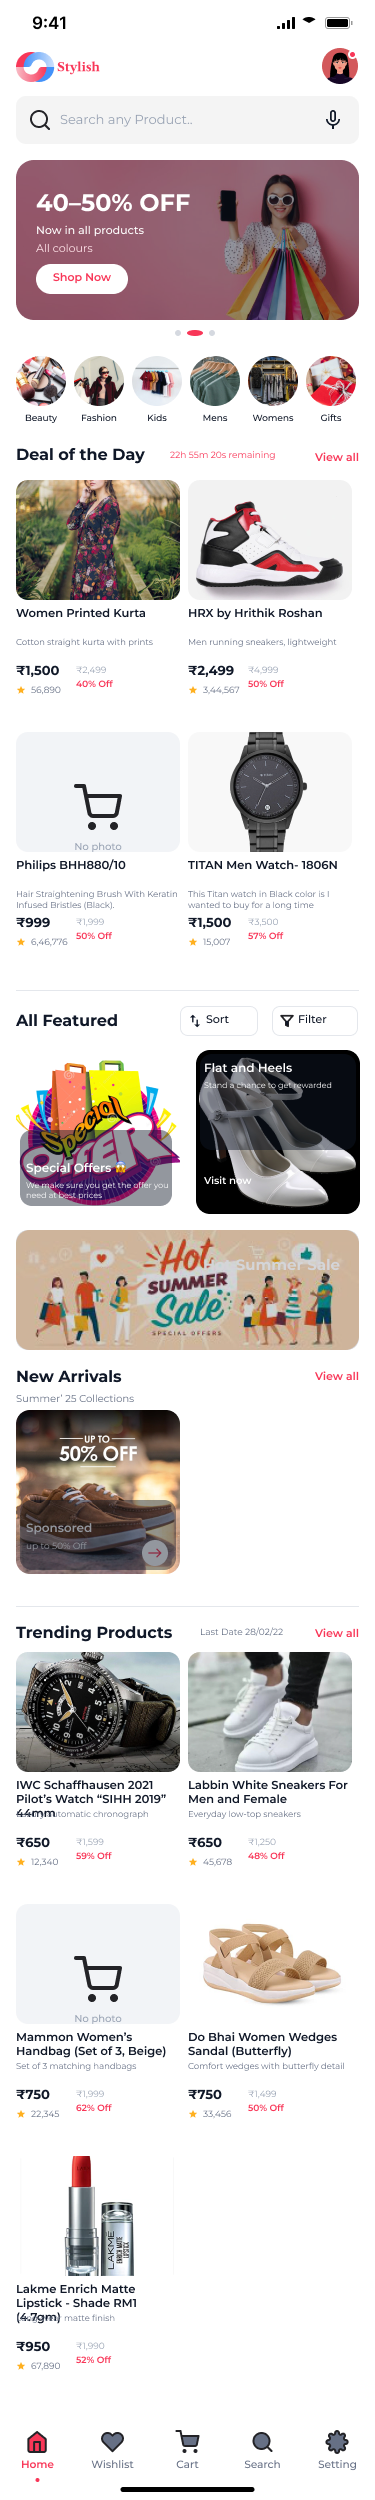 9:41
Stylish
Search any Product..
40–50% OFF
Now in all products
All colours
Shop Now
Beauty
Fashion
Kids
Mens
Womens
Gifts
Deal of the Day
22h 55m 20s remaining
View all
Women Printed Kurta
Cotton straight kurta with prints
₹1,500
₹2,499
40% Off
56,890
HRX by Hrithik Roshan
Men running sneakers, lightweight
₹2,499
₹4,999
50% Off
3,44,567
No photo
Philips BHH880/10
Hair Straightening Brush With Keratin
Infused Bristles (Black).
₹999
₹1,999
50% Off
6,46,776
TITAN Men Watch- 1806N
This Titan watch in Black color is I
wanted to buy for a long time
₹1,500
₹3,500
57% Off
15,007
All Featured
Sort
Filter
Special
OFFER
Special Offers
We make sure you get the offer you
need at best prices
Flat and Heels
Stand a chance to get rewarded
Visit now
Hot
SUMMER
Sale
SPECIAL OFFERS
Hot Summer Sale
New Arrivals
View all
Summer’ 25 Collections
UP TO
50% OFF
Sponsored
up to 50% Off
Trending Products
Last Date 28/02/22
View all
IWC Schaffhausen 2021
Pilot’s Watch “SIHH 2019”
44mm
automatic chronograph
₹650
₹1,599
59% Off
12,340
Labbin White Sneakers For
Men and Female
Everyday low-top sneakers
₹650
₹1,250
48% Off
45,678
No photo
Mammon Women’s
Handbag (Set of 3, Beige)
Set of 3 matching handbags
₹750
₹1,999
62% Off
22,345
Do Bhai Women Wedges
Sandal (Butterfly)
Comfort wedges with butterfly detail
₹750
₹1,499
50% Off
33,456
LAKMÉ
ENRICH MATTE
LIPSTICK
Lakme Enrich Matte
Lipstick - Shade RM1
(4.7gm)
matte finish
₹950
₹1,990
52% Off
67,890
Home
Wishlist
Cart
Search
Setting